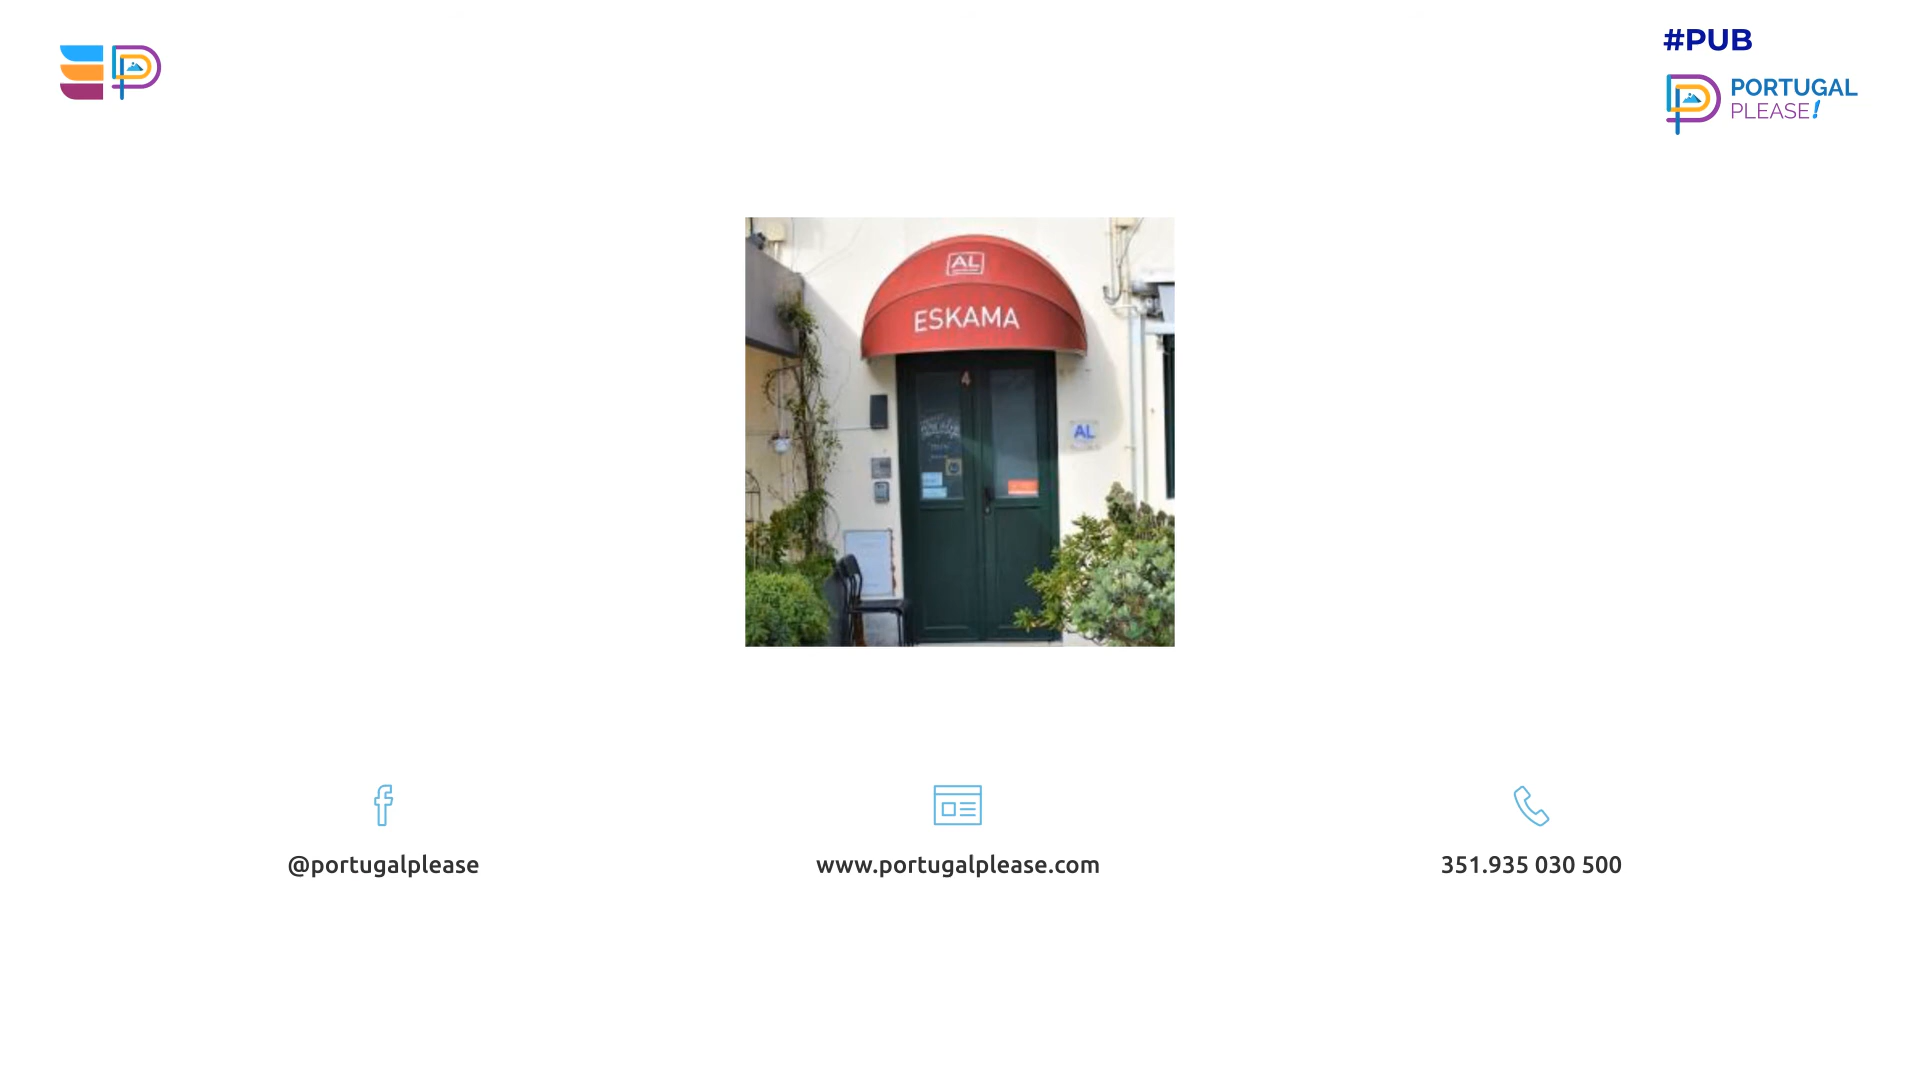 #PUB
PORTUGAL
PLEASE!
AL
ESKAMA
4
AL
@portugalplease
www.portugalplease.com
351.935 030 500